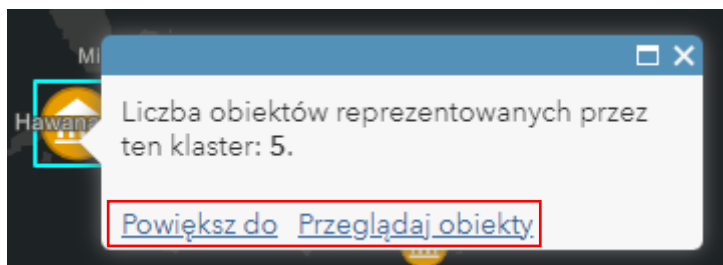 Mi
Hawana
Liczba obiektów reprezentowanych przez
ten klaster: 5.
Powiększ do Przeglądaj obiekty